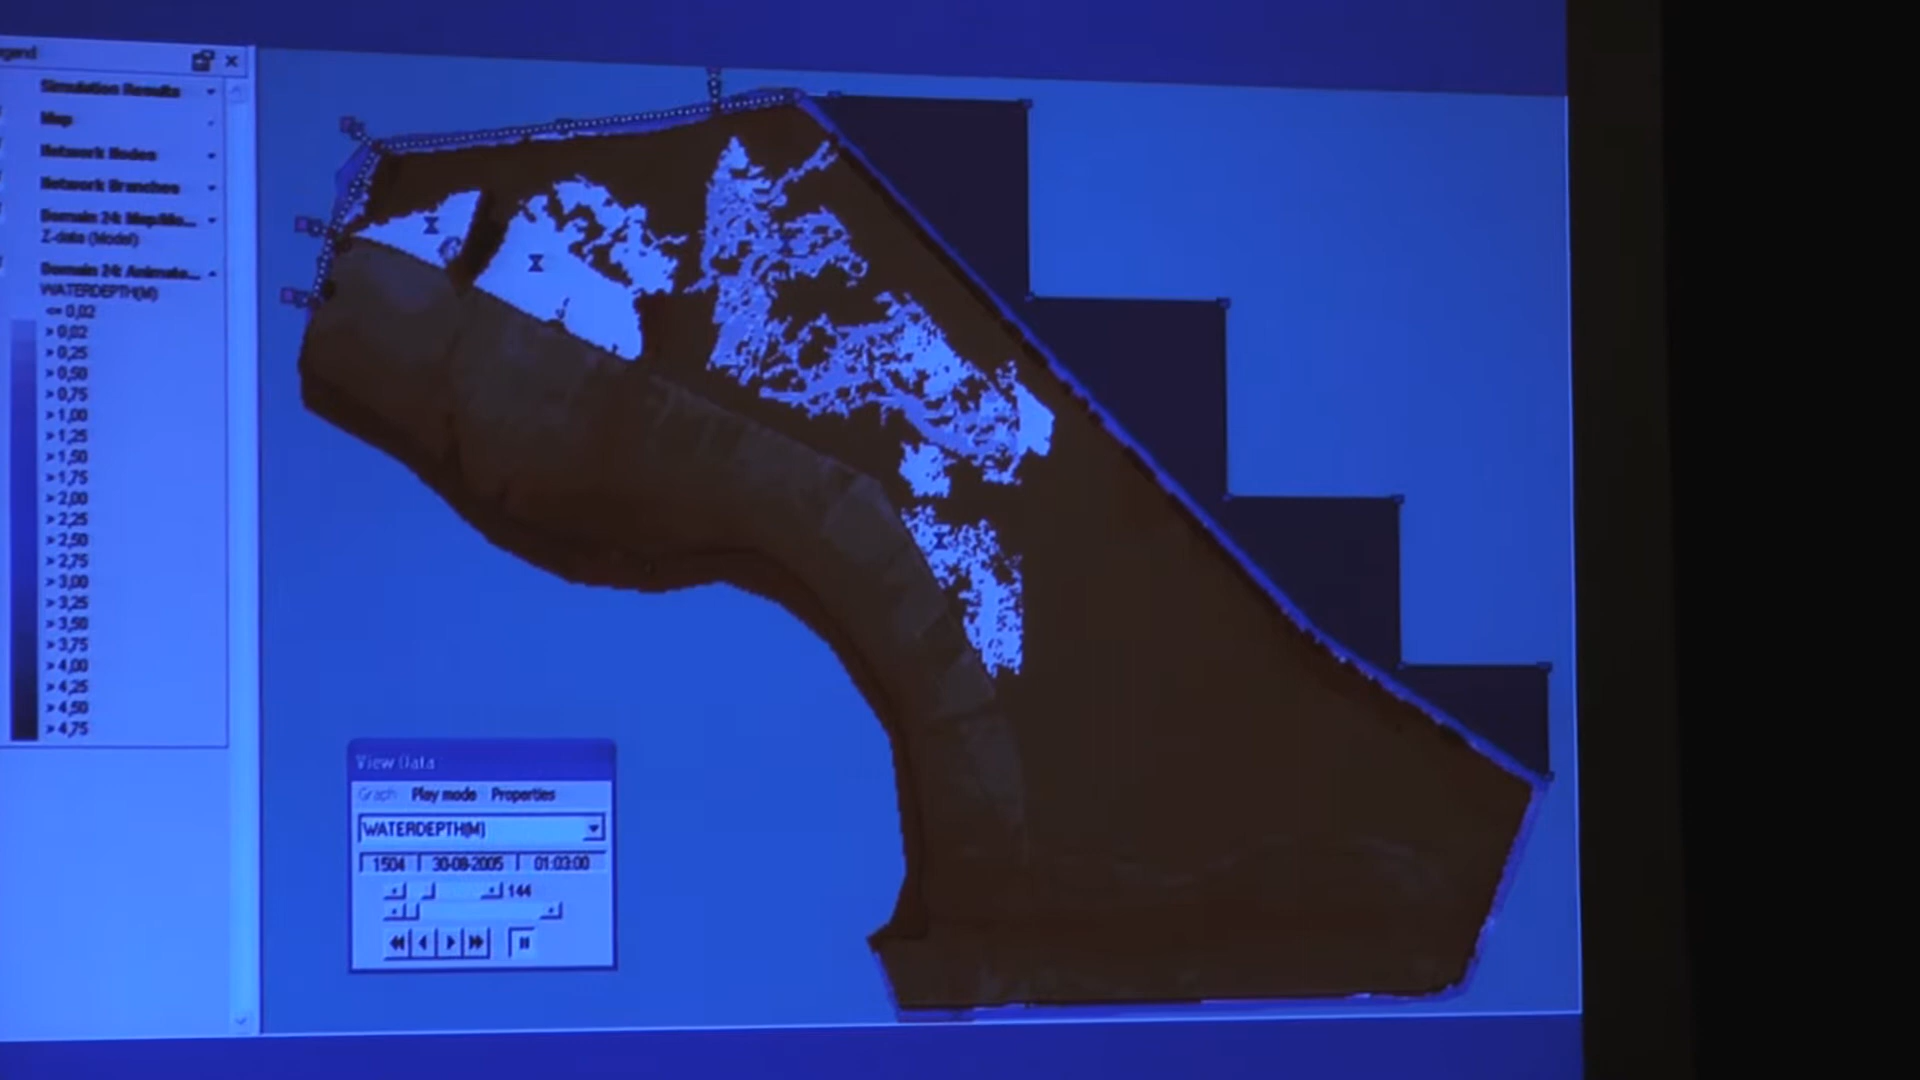 egend
Simulation Results
Map
Network Nodes
Network Branches
Domain 24: Map/Mo...
Z-data (Model)
Domain 24: Animate...
WATERDEPTH(M)
<= 0,02
> 0,02
> 0,25
> 0,50
> 0,75
> 1,00
> 1,25
> 1,50
> 1,75
> 2,00
> 2,25
> 2,50
> 2,75
> 3,00
> 3,25
> 3,50
> 3,75
> 4,00
> 4,25
> 4,50
> 4,75
View Data
Graph Play mode Properties
WATERDEPTH(M)
1504 30-08-2005 01:03:00
144